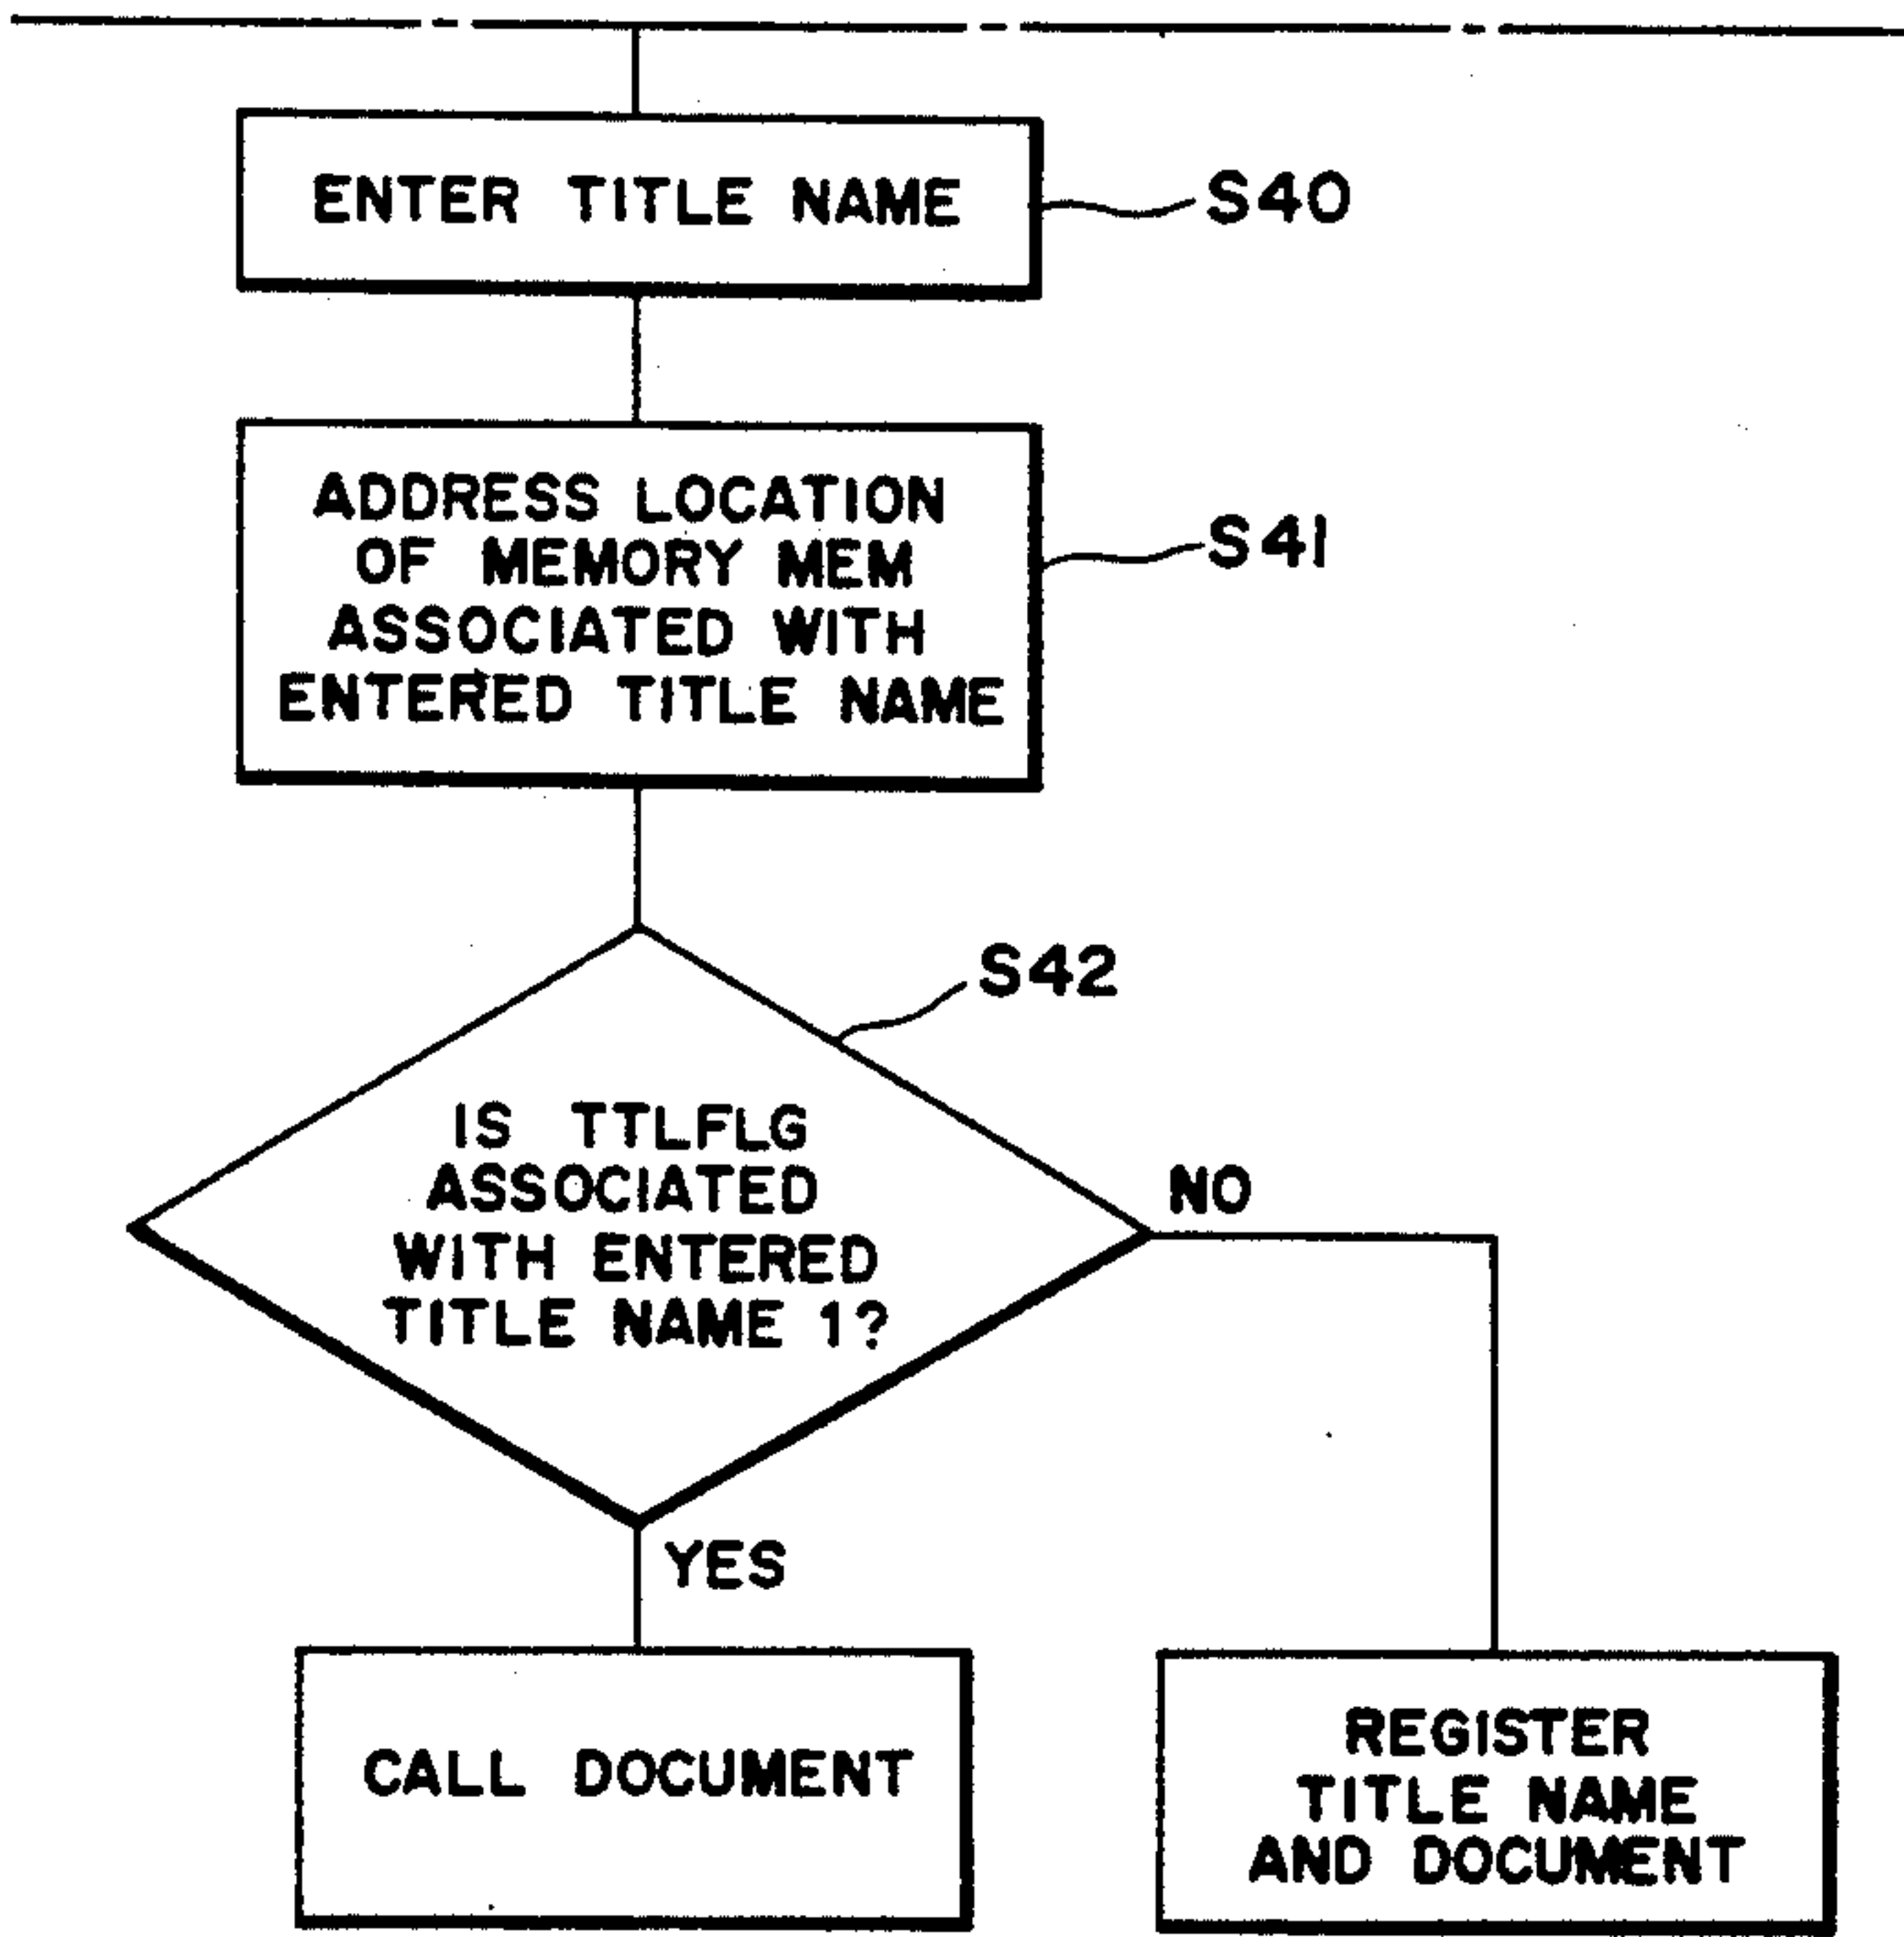 ENTER TITLE NAME
S40
ADDRESS LOCATION
OF MEMORY MEM
ASSOCIATED WITH
ENTERED TITLE NAME
S41
S42
IS TTLFLG
ASSOCIATED
WITH ENTERED
TITLE NAME 1?
NO
YES
CALL DOCUMENT
REGISTER
TITLE NAME
AND DOCUMENT